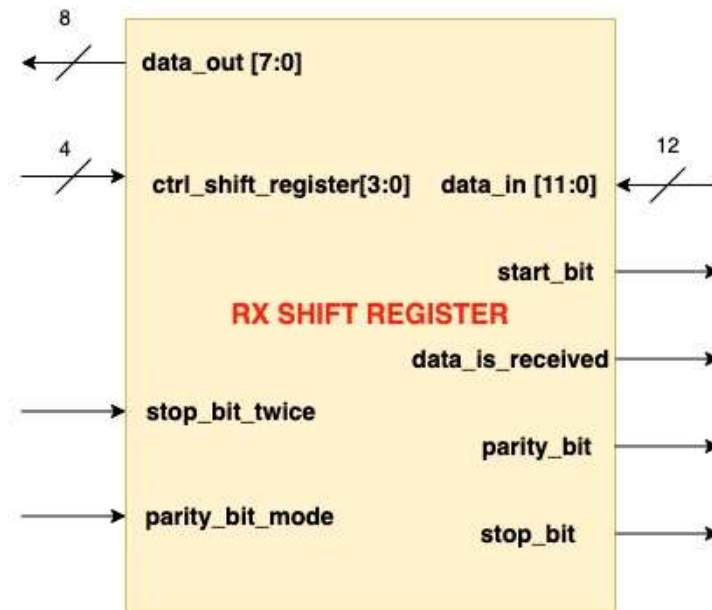 8
data_out [7:0]
4
12
ctrl_shift_register[3:0]
data_in [11:0]
start_bit
RX SHIFT REGISTER
data_is_received
stop_bit_twice
parity_bit
parity_bit_mode
stop_bit